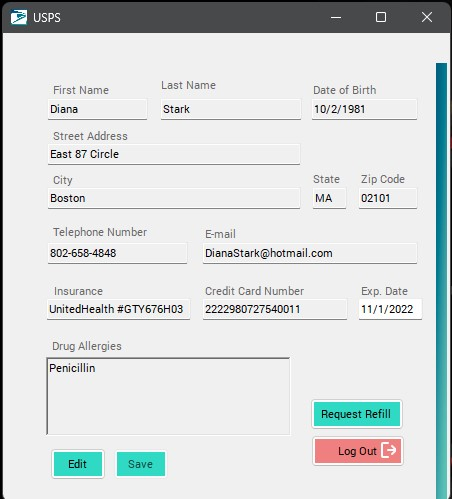 USPS
First Name Last Name Date of Birth
Diana Stark 10/2/1981
Street Address
East 87 Circle
City State Zip Code
Boston MA 02101
Telephone Number E-mail
802-658-4848 DianaStark@hotmail.com
Insurance Credit Card Number Exp. Date
UnitedHealth #GTY676H03 2222980727540011 11/1/2022
Drug Allergies
Penicillin
Request Refill
Log Out
Edit Save